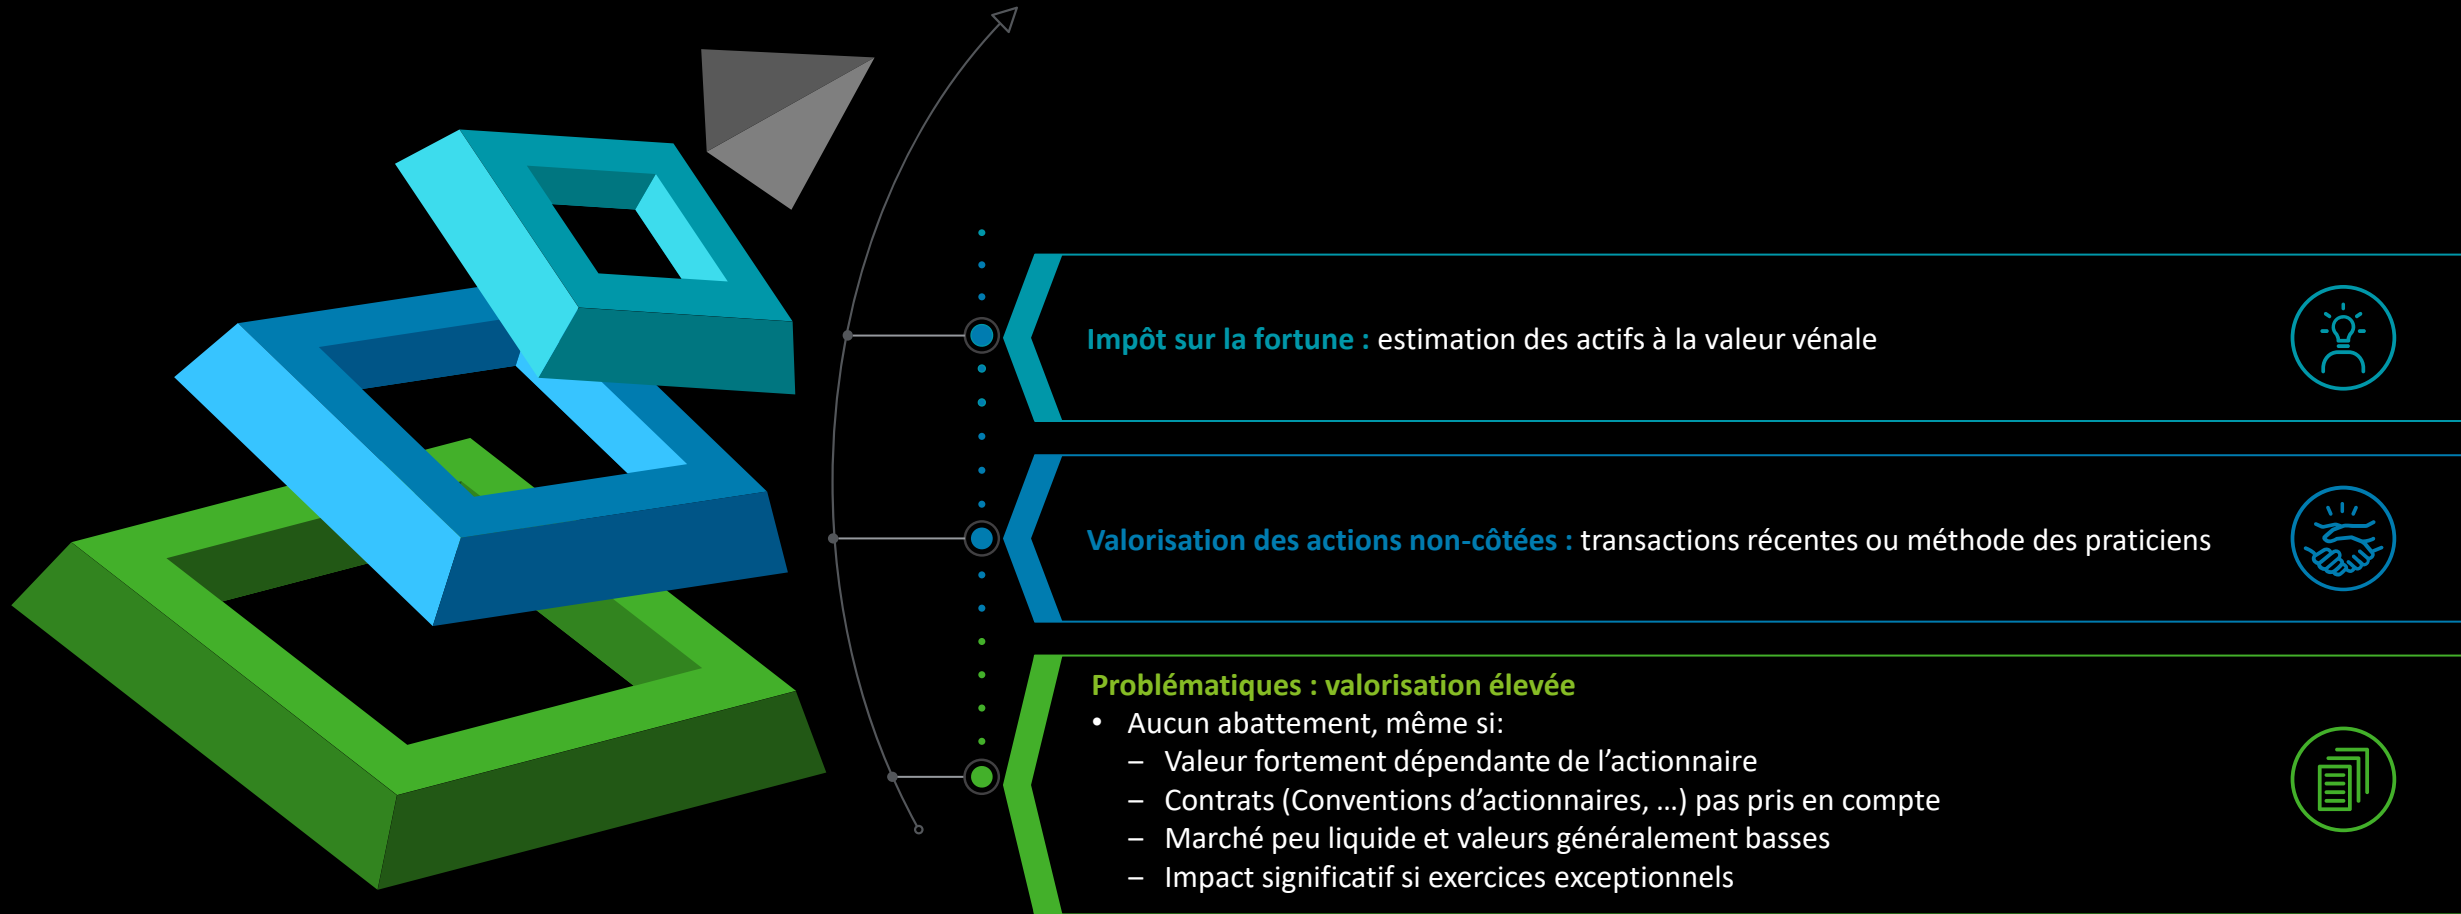 Impôt sur la fortune : estimation des actifs à la valeur vénale
Valorisation des actions non-côtées : transactions récentes ou méthode des praticiens
Problématiques : valorisation élevée
• Aucun abattement, même si:
– Valeur fortement dépendante de l’actionnaire
– Contrats (Conventions d’actionnaires, …) pas pris en compte
– Marché peu liquide et valeurs généralement basses
– Impact significatif si exercices exceptionnels